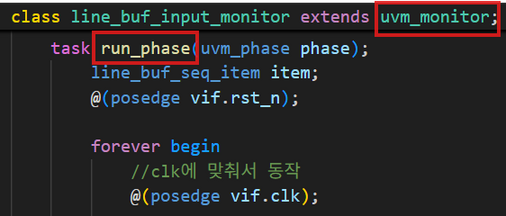 class line_buf_input_monitor extends uvm_monitor;
task run_phase(uvm_phase phase);
line_buf_seq_item item;
@(posedge vif.rst_n);
forever begin
//clk에 맞춰서 동작
@(posedge vif.clk);